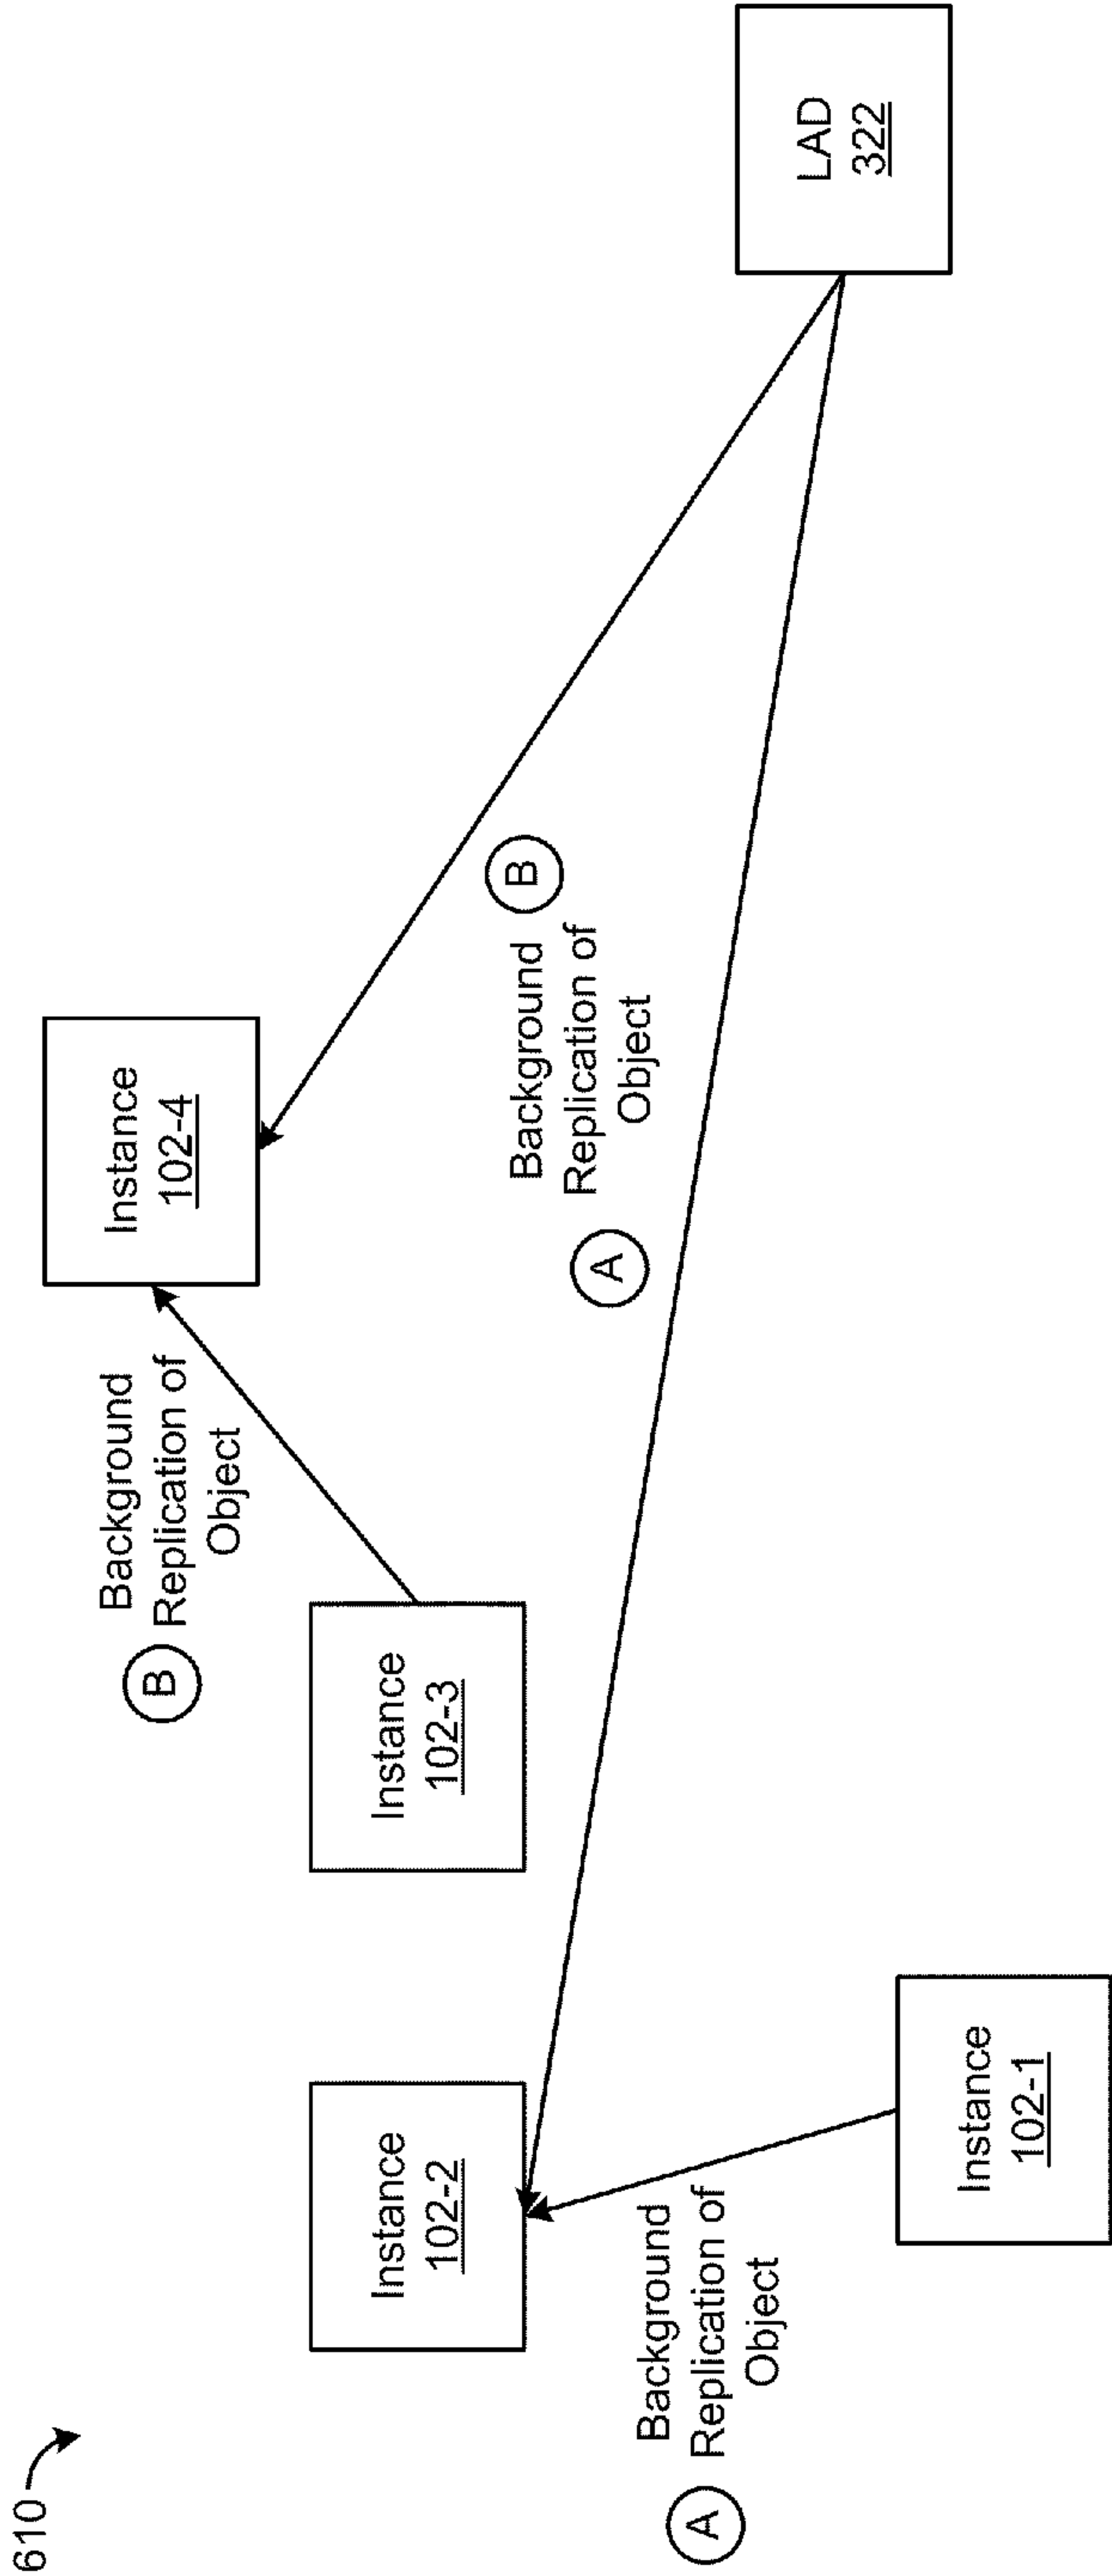 610
Background
B Replication of
Object
Instance
102-4
Instance
102-2
Instance
102-3
Background B
Replication of
Object
A
Background
A Replication of
Object
LAD
322
Instance
102-1